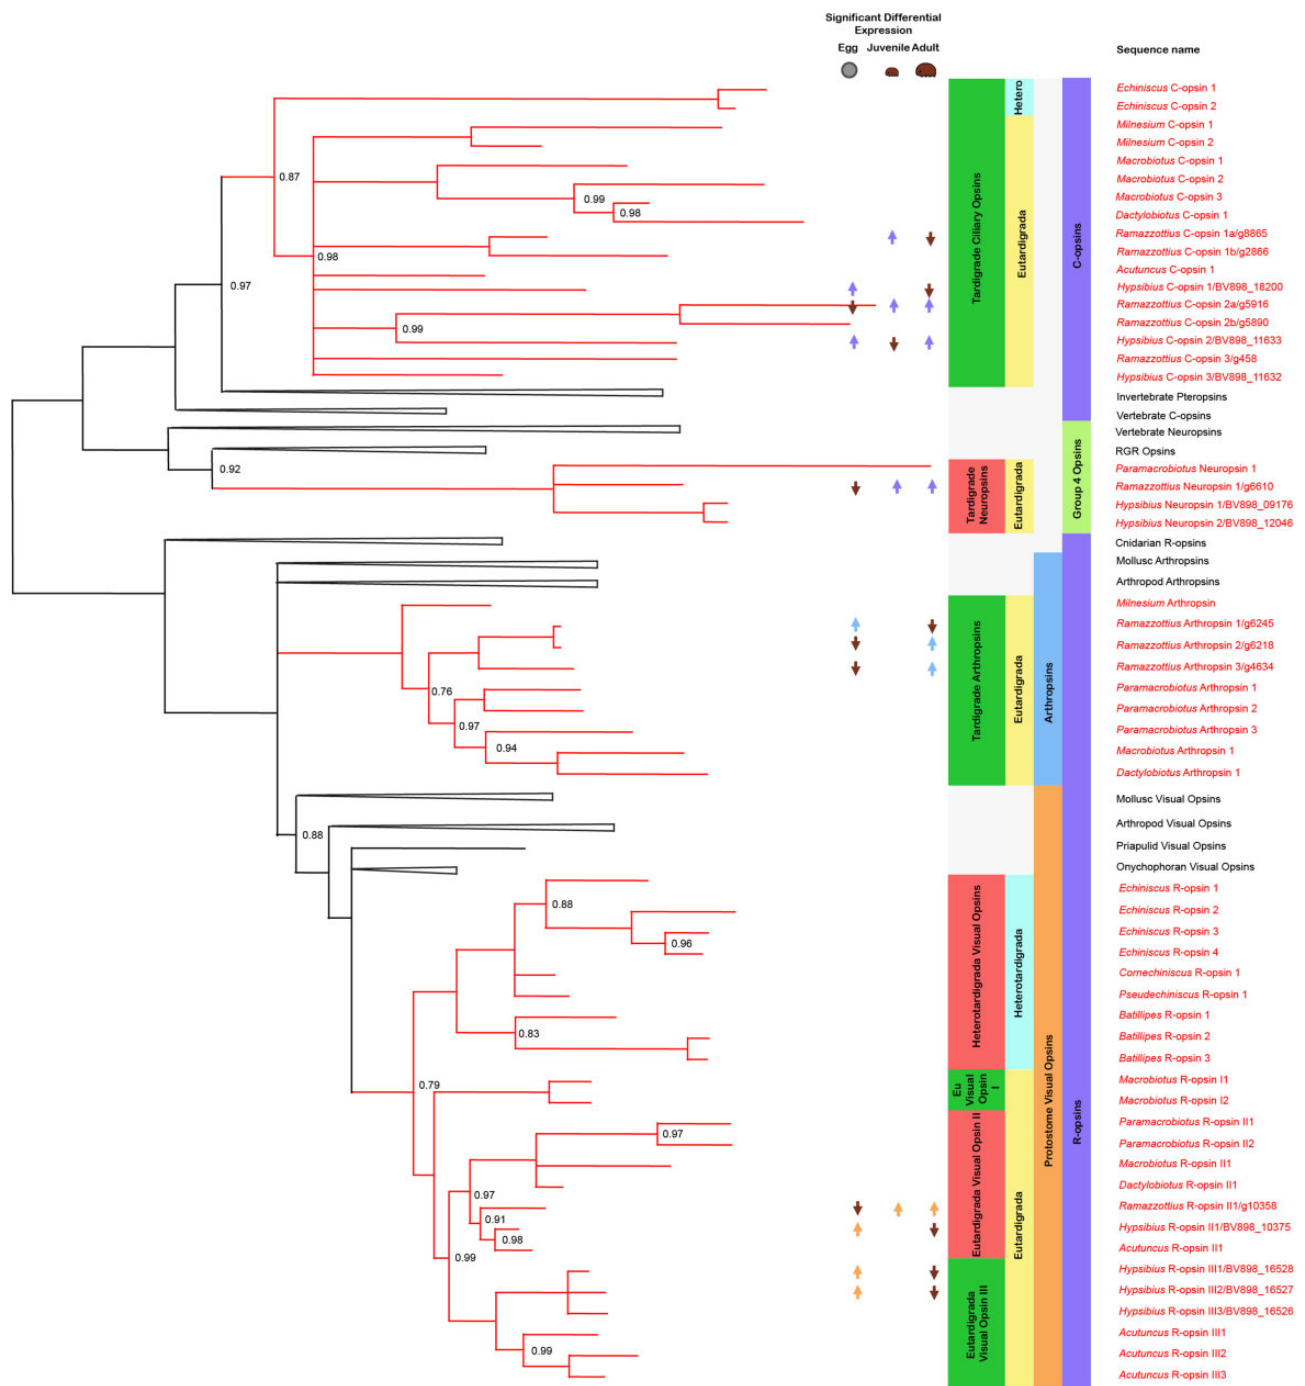 Significant Differential
Expression
Egg Juvenile Adult
Sequence name
Echiniscus C-opsin 1
Echiniscus C-opsin 2
Milnesium C-opsin 1
Milnesium C-opsin 2
Macrobiotus C-opsin 1
Macrobiotus C-opsin 2
Macrobiotus C-opsin 3
Dactylobiotus C-opsin 1
Ramazzottius C-opsin 1a/g8865
Ramazzottius C-opsin 1b/g2866
Acutuncus C-opsin 1
Hypsibius C-opsin 1/BV898_18200
Ramazzottius C-opsin 2a/g5916
Ramazzottius C-opsin 2b/g5890
Hypsibius C-opsin 2/BV898_11633
Ramazzottius C-opsin 3/g458
Hypsibius C-opsin 3/BV898_11632
Invertebrate Pteropsins
Vertebrate C-opsins
Vertebrate Neuropsins
RGR Opsins
Paramacrobiotus Neuropsin 1
Ramazzottius Neuropsin 1/g6610
Hypsibius Neuropsin 1/BV898_09176
Hypsibius Neuropsin 2/BV898_12046
Cnidarian R-opsins
Mollusc Arthropsins
Arthropod Arthropsins
Milnesium Arthropsin
Ramazzottius Arthropsin 1/g6245
Ramazzottius Arthropsin 2/g6218
Ramazzottius Arthropsin 3/g4634
Paramacrobiotus Arthropsin 1
Paramacrobiotus Arthropsin 2
Paramacrobiotus Arthropsin 3
Macrobiotus Arthropsin 1
Dactylobiotus Arthropsin 1
Mollusc Visual Opsins
Arthropod Visual Opsins
Priapulid Visual Opsins
Onychophoran Visual Opsins
Echiniscus R-opsin 1
Echiniscus R-opsin 2
Echiniscus R-opsin 3
Echiniscus R-opsin 4
Cornechiniscus R-opsin 1
Pseudechiniscus R-opsin 1
Batillipes R-opsin 1
Batillipes R-opsin 2
Batillipes R-opsin 3
Macrobiotus R-opsin I1
Macrobiotus R-opsin I2
Paramacrobiotus R-opsin II1
Paramacrobiotus R-opsin II2
Macrobiotus R-opsin II1
Dactylobiotus R-opsin II1
Ramazzottius R-opsin II1/g10358
Hypsibius R-opsin II1/BV898_10375
Acutuncus R-opsin II1
Hypsibius R-opsin III1/BV898_16528
Hypsibius R-opsin III2/BV898_16527
Hypsibius R-opsin III3/BV898_16526
Acutuncus R-opsin III1
Acutuncus R-opsin III2
Acutuncus R-opsin III3
0.87
0.99
0.98
0.98
0.97
0.99
0.92
0.76
0.97
0.94
0.88
0.88
0.96
0.83
0.79
0.97
0.97
0.91
0.98
0.99
0.99
Tardigrade Ciliary Opsins
Hetero
Eutardigrada
C-opsins
Tardigrade
Neuropsins
Eutardigrada
Group 4 Opsins
Tardigrade Arthropsins
Eutardigrada
Arthropsins
Heterotardigrada Visual Opsins
Heterotardigrada
Eu
Visual
Opsin
I
Eutardigrada Visual Opsin II
Eutardigrada
Visual Opsin III
Eutardigrada
Protostome Visual Opsins
R-opsins